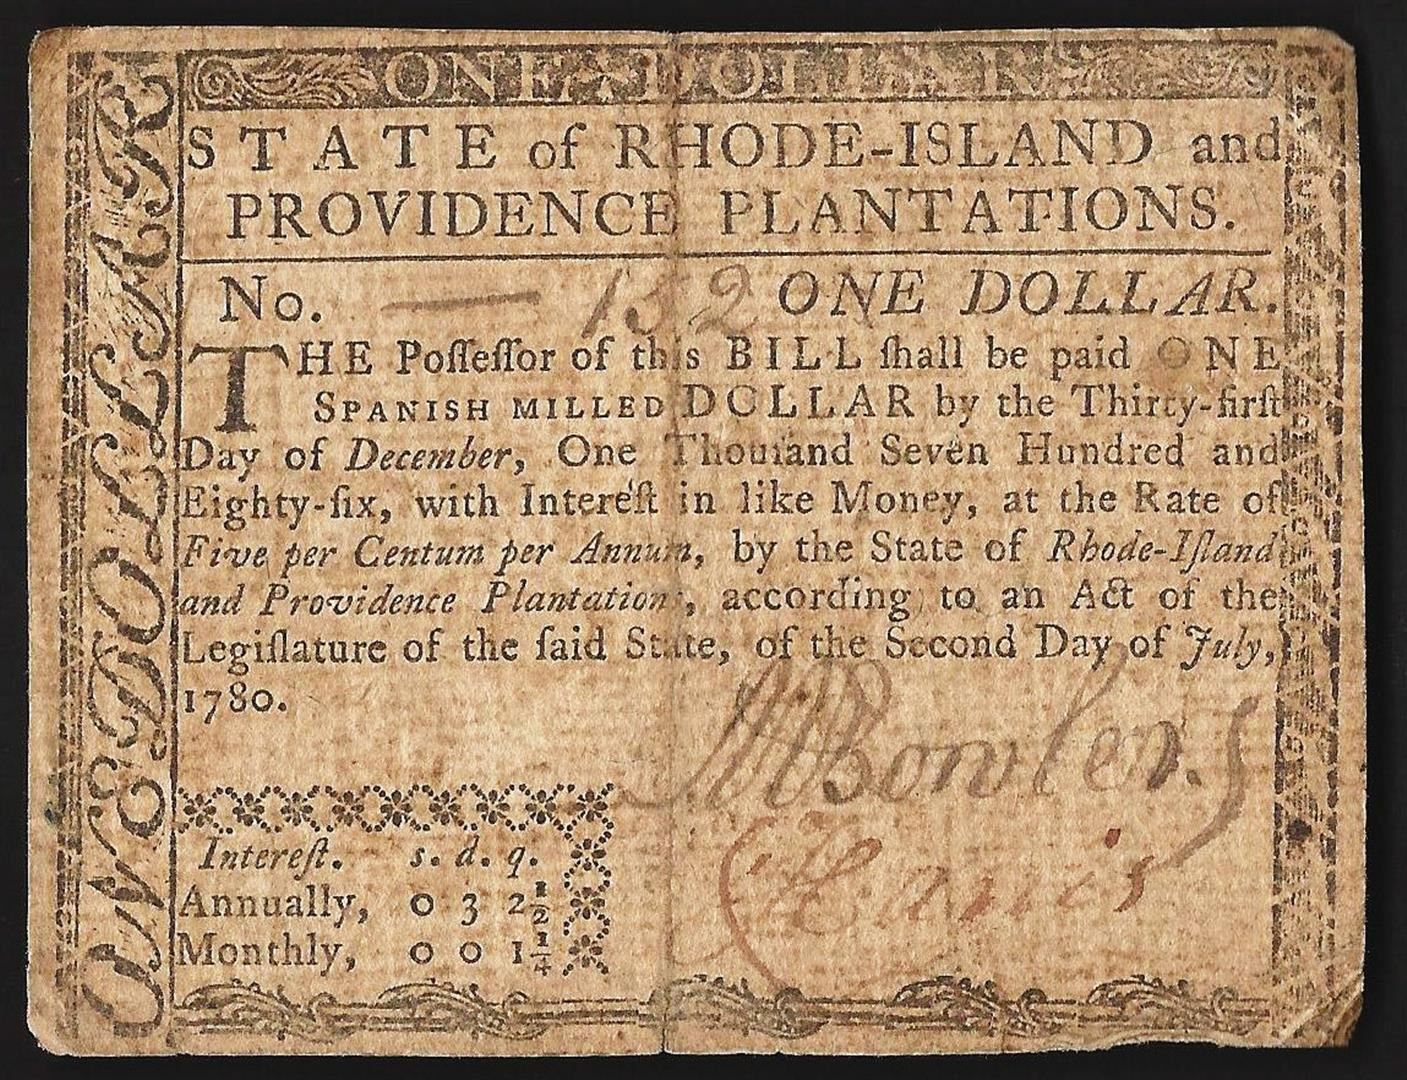 ONE DOLLAR
ONE DOLLAR
STATE of RHODE-ISLAND and
PROVIDENCE PLANTATIONS.
No. — 152 ONE DOLLAR.
THE Poſſeſſor of this BILL ſhall be paid ONE
SPANISH MILLED DOLLAR by the Thirty-firſt
Day of December, One Thouſand Seven Hundred and
Eighty-ſix, with Intereſt in like Money, at the Rate of
Five per Centum per Annum, by the State of Rhode-Iſland
and Providence Plantations, according to an Act of the
Legiſlature of the ſaid State, of the Second Day of July,
1780.
Bowler
Intereſt. s. d. q.
Annually, 0 3 2½
Monthly, 0 0 1¼